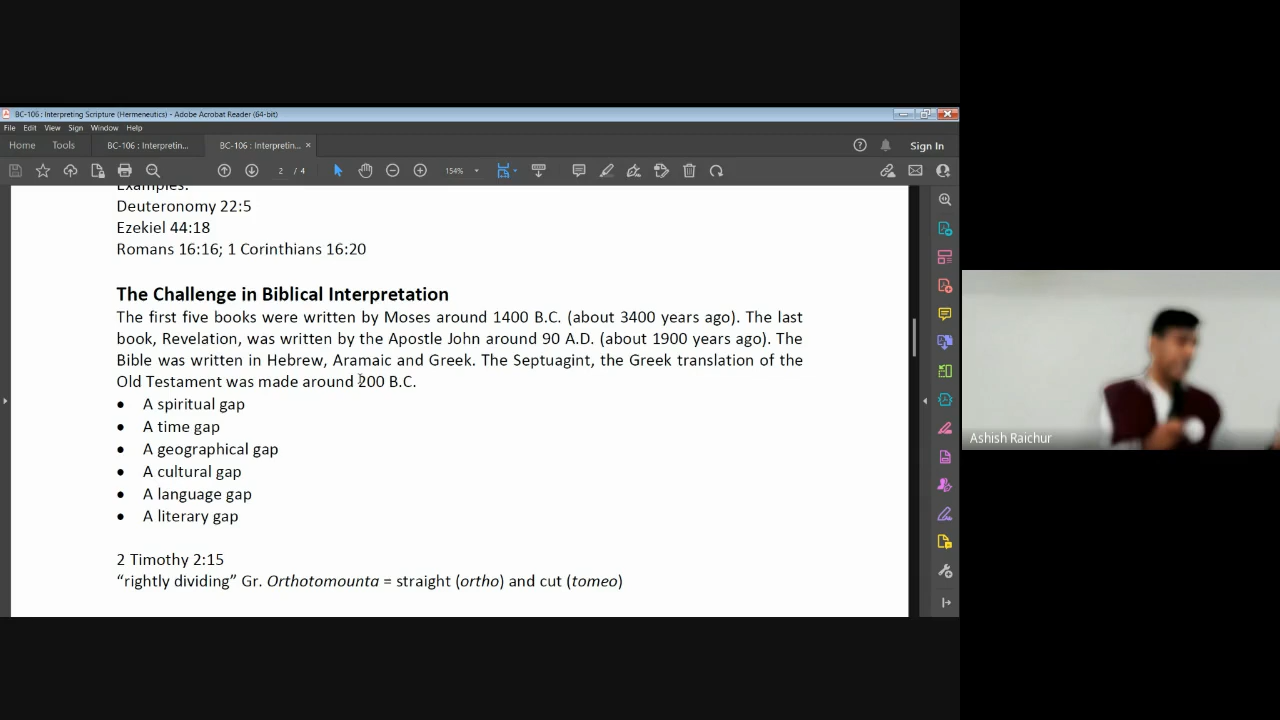 BC-106 : Interpreting Scripture (Hermeneutics) - Adobe Acrobat Reader (64-bit)
File Edit View Sign Window Help
Home Tools BC-106 : Interpretin... BC-106 : Interpretin... × Sign In
2 / 4 154%
Examples:
Deuteronomy 22:5
Ezekiel 44:18
Romans 16:16; 1 Corinthians 16:20
The Challenge in Biblical Interpretation
The first five books were written by Moses around 1400 B.C. (about 3400 years ago). The last
book, Revelation, was written by the Apostle John around 90 A.D. (about 1900 years ago). The
Bible was written in Hebrew, Aramaic and Greek. The Septuagint, the Greek translation of the
Old Testament was made around 200 B.C.
• A spiritual gap
• A time gap
• A geographical gap
• A cultural gap
• A language gap
• A literary gap
2 Timothy 2:15
“rightly dividing” Gr. Orthotomounta = straight (ortho) and cut (tomeo)
Ashish Raichur